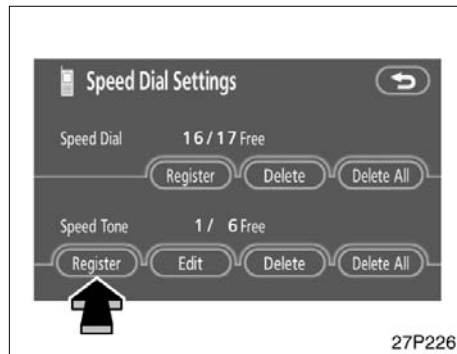 Speed Dial Settings
Speed Dial 16/17 Free
Register Delete Delete All
Speed Tone 1/ 6 Free
Register Edit Delete Delete All
27P226